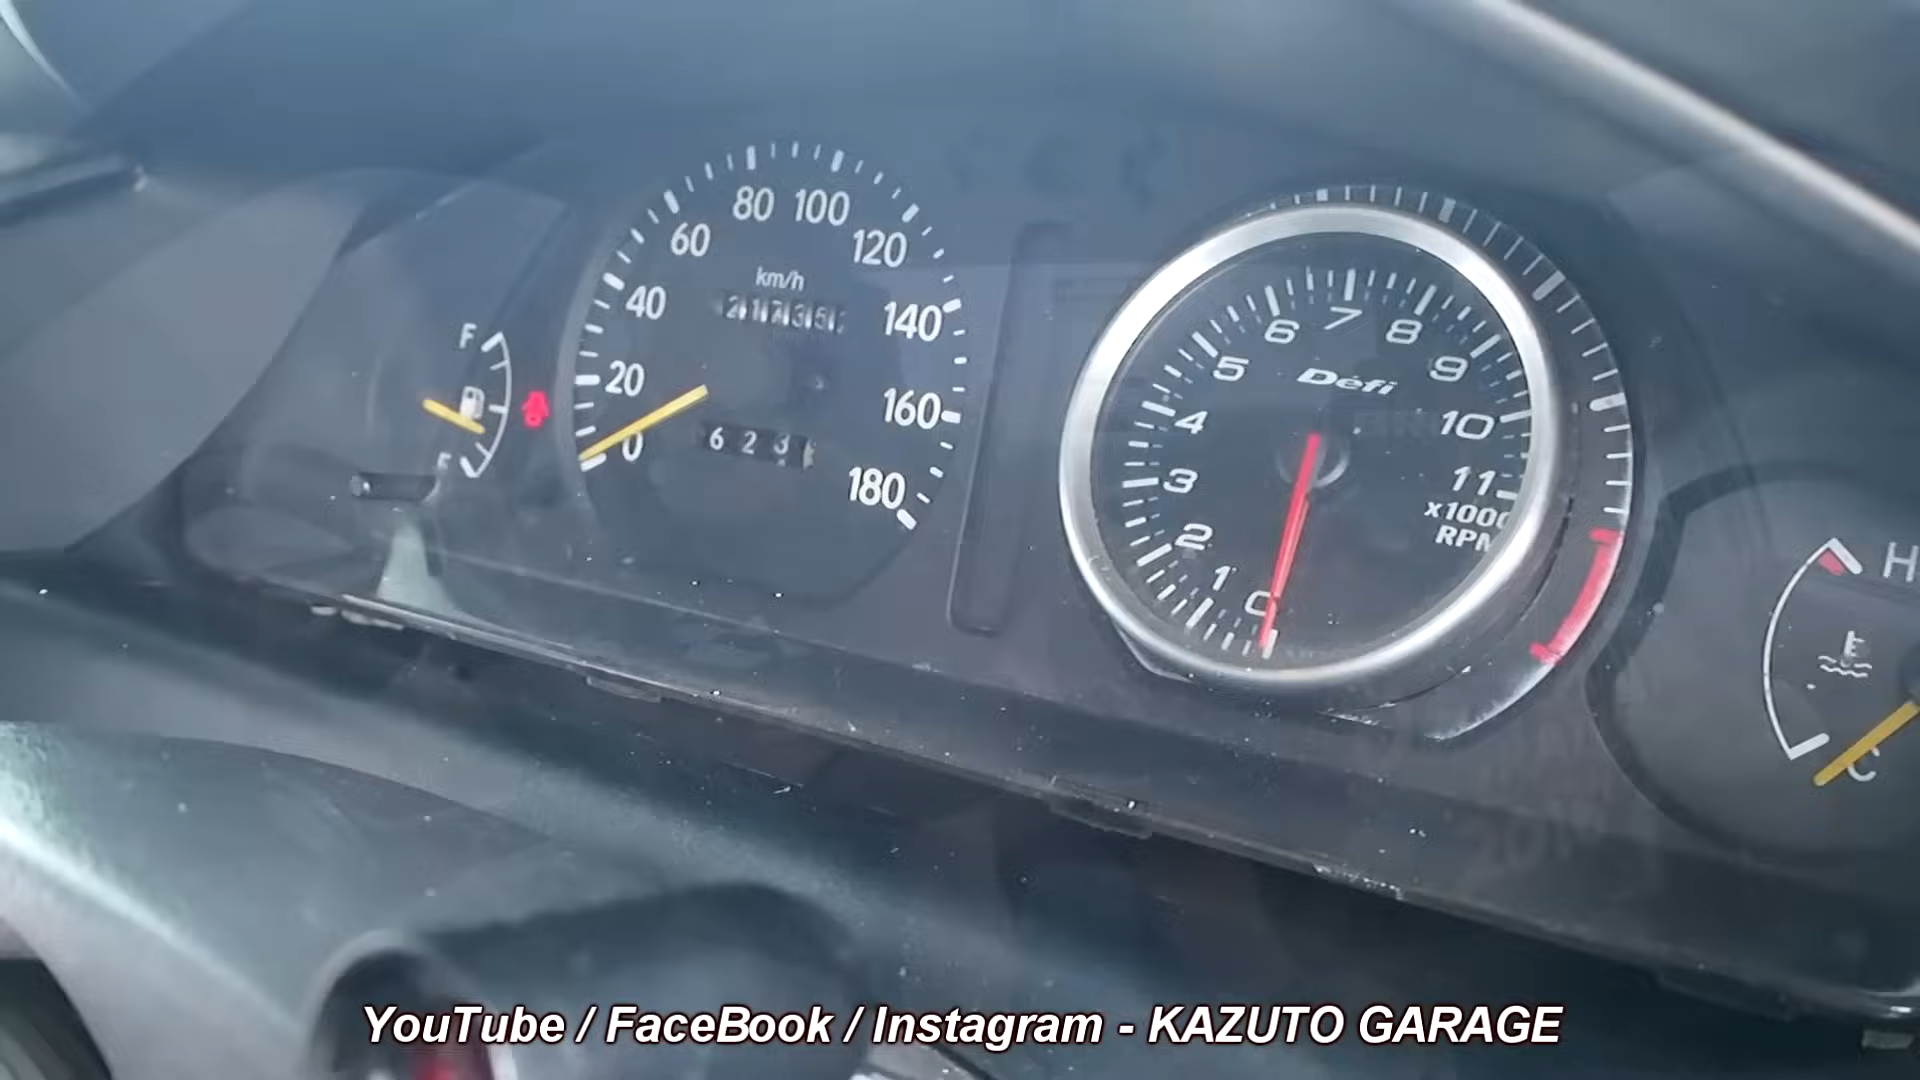 80 100
60
120
km/h
40
140
20
160
0
6 2 3
180
F
7
6
8
5
9
Defi
4
10
3
11
x1000
RPM
2
1
0
H
C
YouTube / FaceBook / Instagram - KAZUTO GARAGE